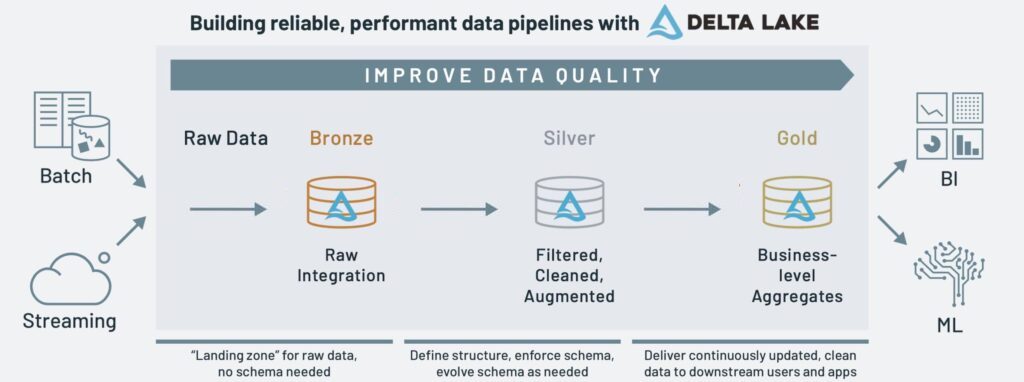 Building reliable, performant data pipelines with DELTA LAKE
IMPROVE DATA QUALITY
Batch
Streaming
Raw Data
Bronze
Raw
Integration
Silver
Filtered,
Cleaned,
Augmented
Gold
Business-
level
Aggregates
BI
ML
“Landing zone” for raw data,
no schema needed
Define structure, enforce schema,
evolve schema as needed
Deliver continuously updated, clean
data to downstream users and apps